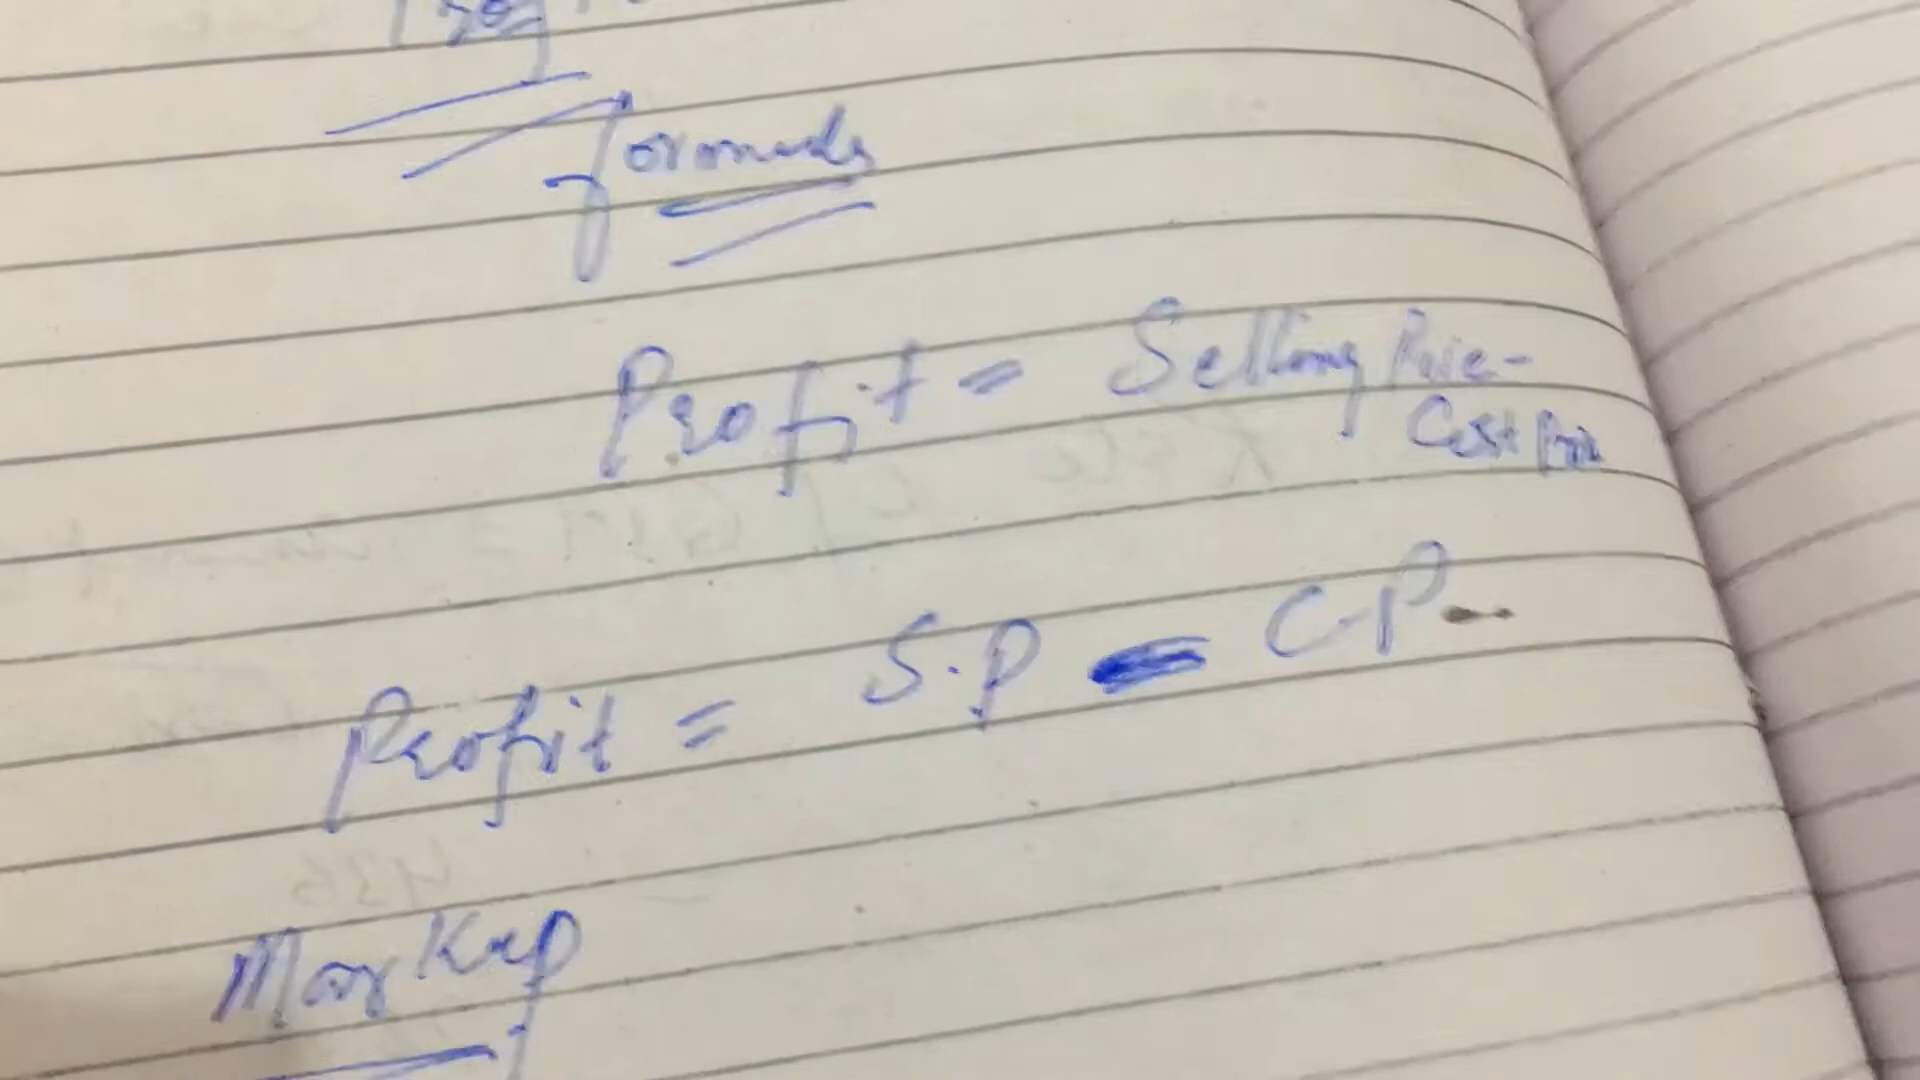 formula
Profit = Selling Price -
Cost Price
Profit = S.P - C.P
Markup